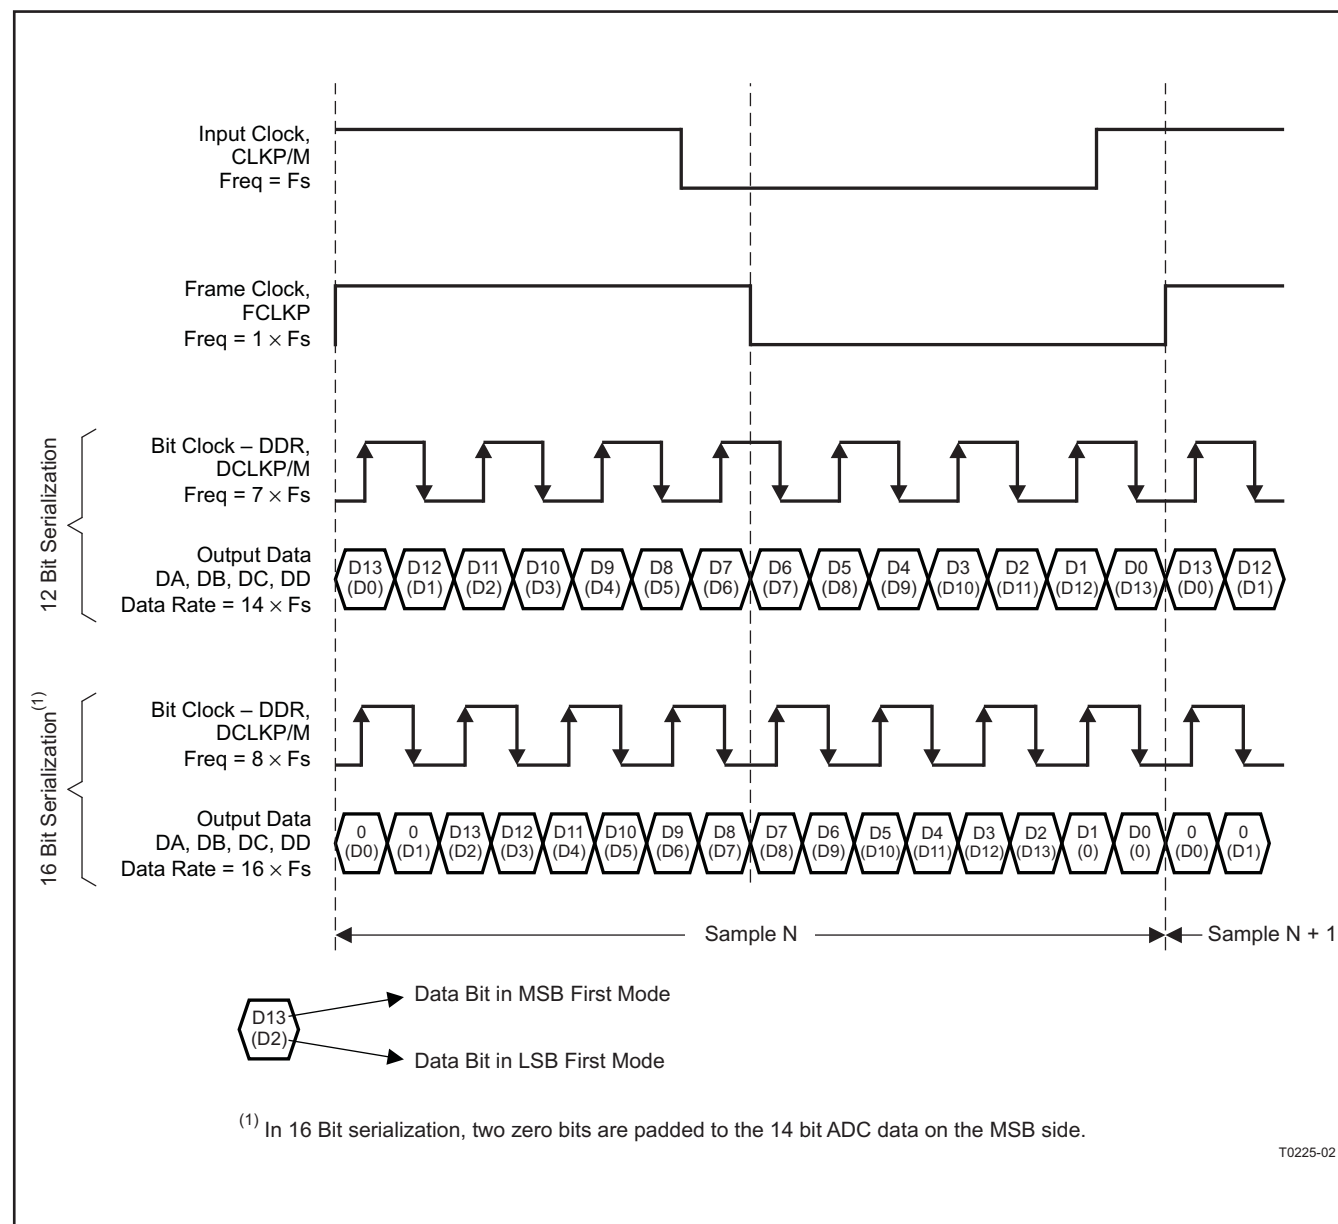 Input Clock,
CLKP/M
Freq = Fs
Frame Clock,
FCLKP
Freq = 1 × Fs
12 Bit Serialization
Bit Clock – DDR,
DCLKP/M
Freq = 7 × Fs
Output Data
DA, DB, DC, DD
Data Rate = 14 × Fs
D13 D12 D11 D10 D9 D8 D7 D6 D5 D4 D3 D2 D1 D0 D13 D12
(D0) (D1) (D2) (D3) (D4) (D5) (D6) (D7) (D8) (D9) (D10) (D11) (D12) (D13) (D0) (D1)
16 Bit Serialization(1)
Bit Clock – DDR,
DCLKP/M
Freq = 8 × Fs
Output Data
DA, DB, DC, DD
Data Rate = 16 × Fs
0 0 D13 D12 D11 D10 D9 D8 D7 D6 D5 D4 D3 D2 D1 D0 0 0
(D0) (D1) (D2) (D3) (D4) (D5) (D6) (D7) (D8) (D9) (D10) (D11) (D12) (D13) (0) (0) (D0) (D1)
Sample N
Sample N + 1
D13
(D2)
Data Bit in MSB First Mode
Data Bit in LSB First Mode
(1) In 16 Bit serialization, two zero bits are padded to the 14 bit ADC data on the MSB side.
T0225-02